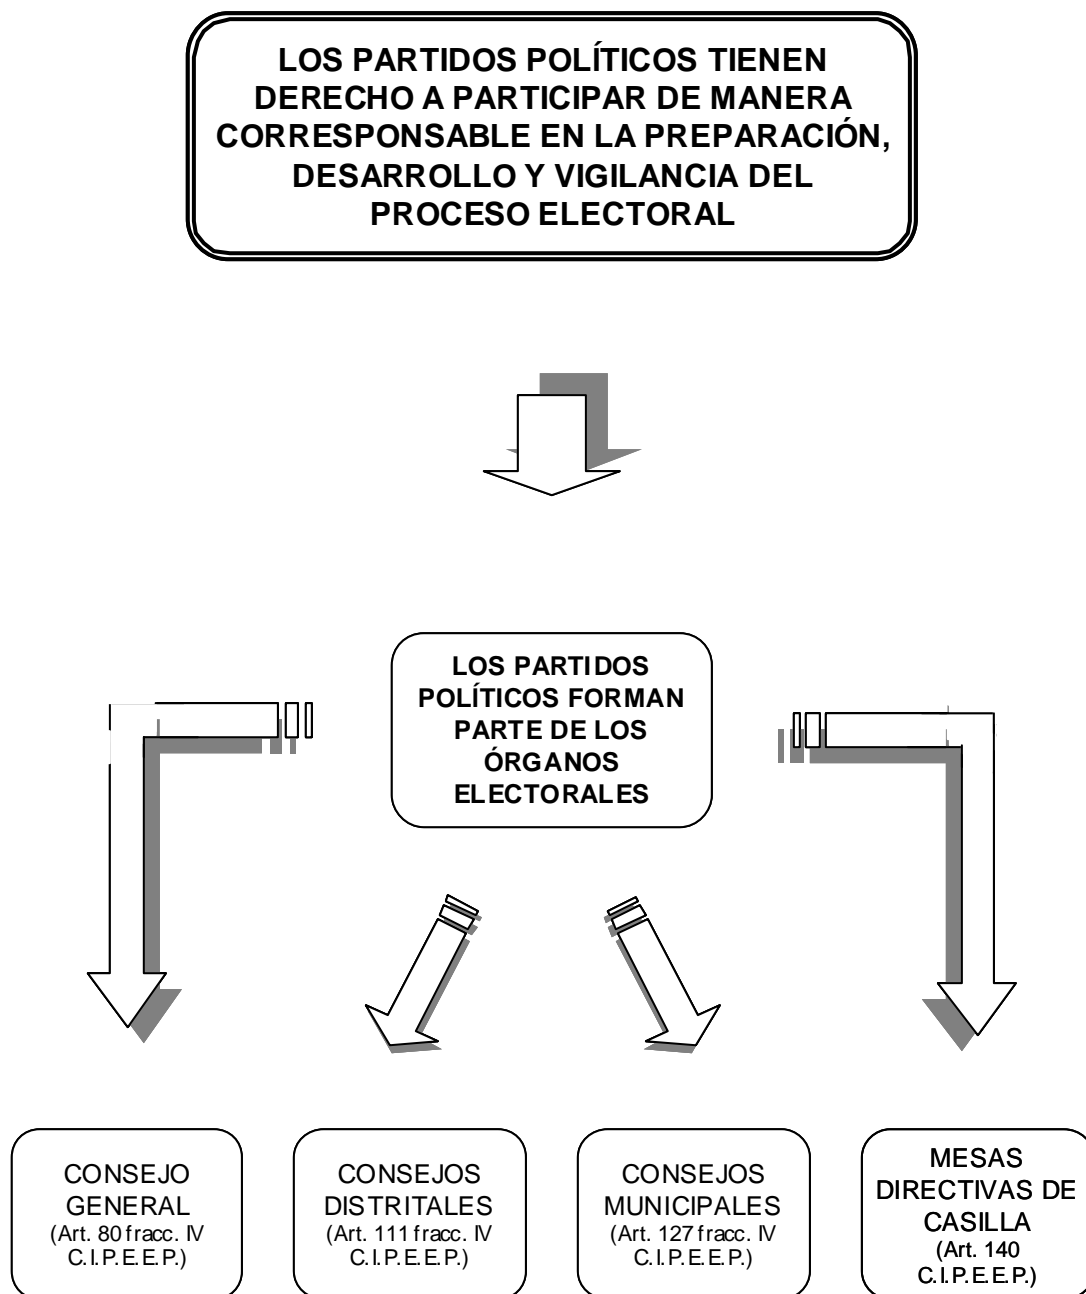 LOS PARTIDOS POLÍTICOS TIENEN
DERECHO A PARTICIPAR DE MANERA
CORRESPONSABLE EN LA PREPARACIÓN,
DESARROLLO Y VIGILANCIA DEL
PROCESO ELECTORAL
LOS PARTIDOS
POLÍTICOS FORMAN
PARTE DE LOS
ÓRGANOS
ELECTORALES
CONSEJO
GENERAL
(Art. 80 fracc. IV
C.I.P.E.E.P.)
CONSEJOS
DISTRITALES
(Art. 111 fracc. IV
C.I.P.E.E.P.)
CONSEJOS
MUNICIPALES
(Art. 127 fracc. IV
C.I.P.E.E.P.)
MESAS
DIRECTIVAS DE
CASILLA
(Art. 140
C.I.P.E.E.P.)